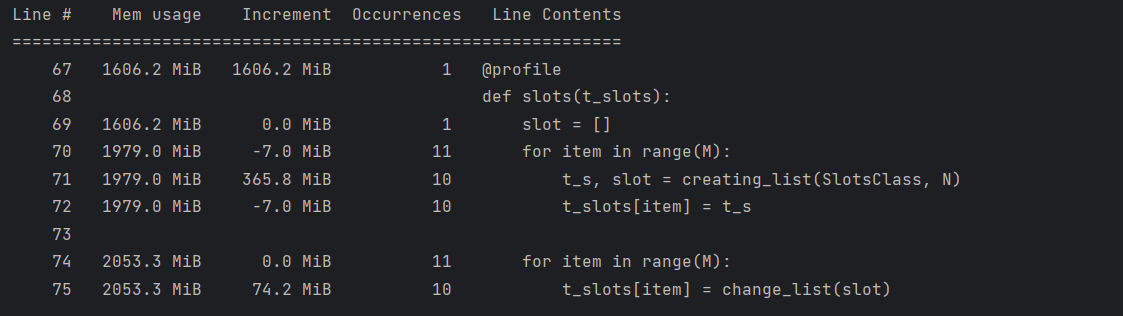 Line #    Mem usage    Increment  Occurrences   Line Contents
=============================================================
    67   1606.2 MiB   1606.2 MiB           1   @profile
    68                                         def slots(t_slots):
    69   1606.2 MiB      0.0 MiB           1       slot = []
    70   1979.0 MiB     -7.0 MiB          11       for item in range(M):
    71   1979.0 MiB    365.8 MiB          10           t_s, slot = creating_list(SlotsClass, N)
    72   1979.0 MiB     -7.0 MiB          10           t_slots[item] = t_s
    73
    74   2053.3 MiB      0.0 MiB          11       for item in range(M):
    75   2053.3 MiB     74.2 MiB          10           t_slots[item] = change_list(slot)